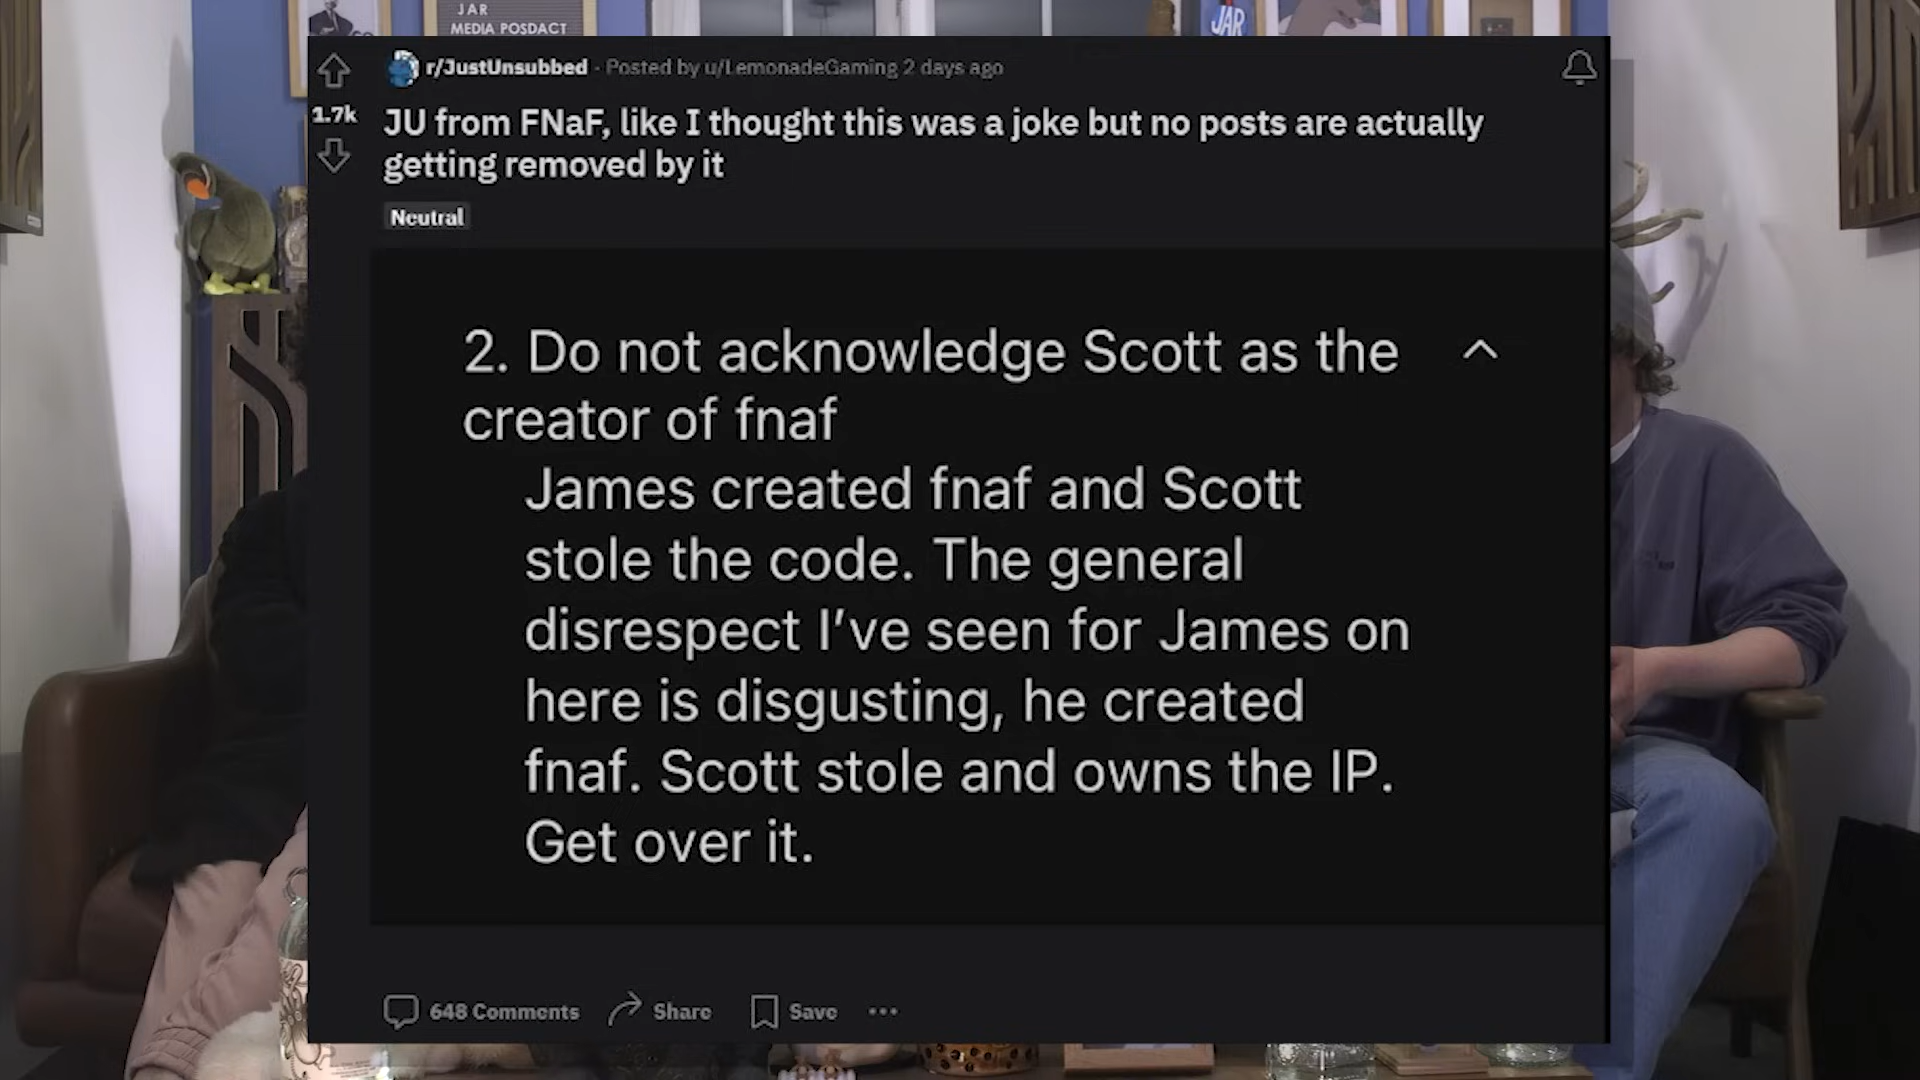 JAR
MEDIA POSDACT
JAR
r/JustUnsubbed · Posted by u/LemonadeGaming 2 days ago
1.7k
JU from FNaF, like I thought this was a joke but no posts are actually
getting removed by it
Neutral
2. Do not acknowledge Scott as the
creator of fnaf
James created fnaf and Scott
stole the code. The general
disrespect I’ve seen for James on
here is disgusting, he created
fnaf. Scott stole and owns the IP.
Get over it.
648 Comments Share Save